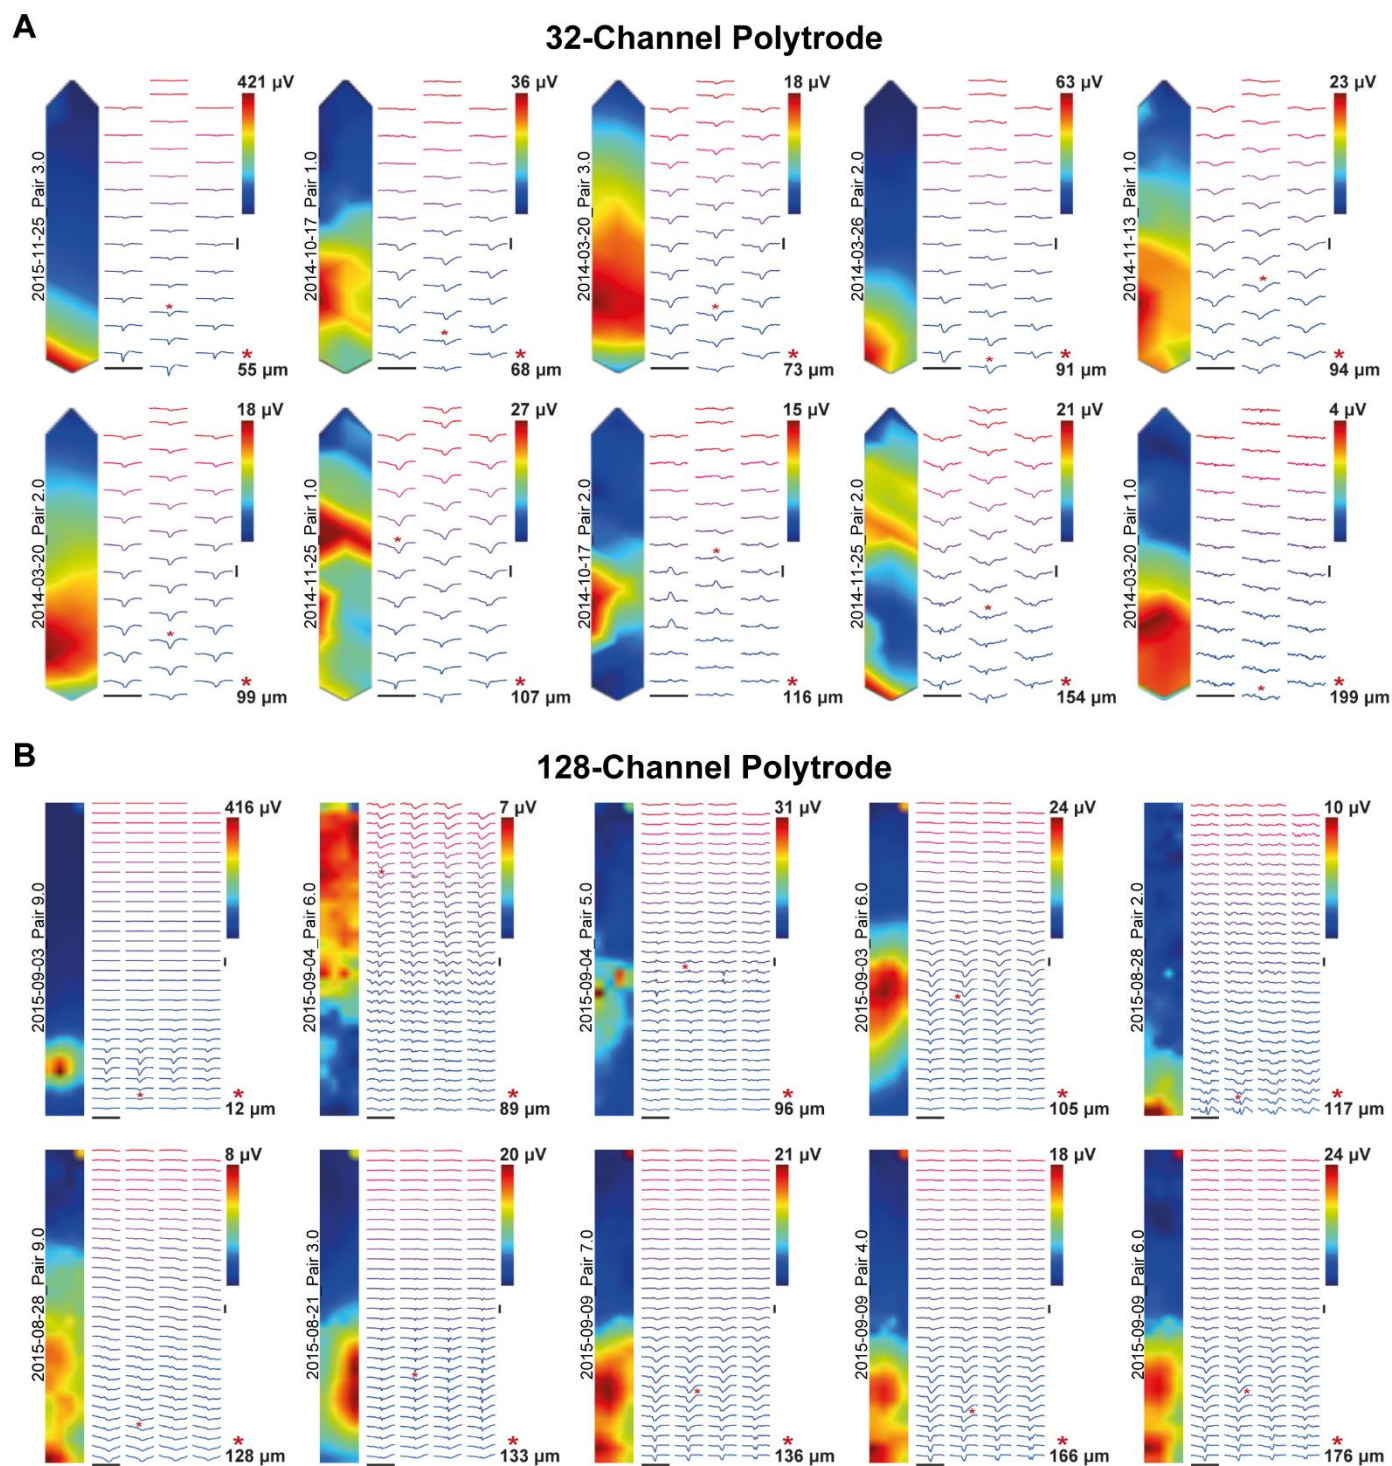 A
32-Channel Polytrode
2015-11-25_Pair 3.0
421 µV
*
*
55 µm
2014-10-17_Pair 1.0
36 µV
*
*
68 µm
2014-03-20_Pair 3.0
18 µV
*
*
73 µm
2014-03-26_Pair 2.0
63 µV
*
*
91 µm
2014-11-13_Pair 1.0
23 µV
*
*
94 µm
2014-03-20_Pair 2.0
18 µV
*
*
99 µm
2014-11-25_Pair 1.0
27 µV
*
*
107 µm
2014-10-17_Pair 2.0
15 µV
*
*
116 µm
2014-11-25_Pair 2.0
21 µV
*
*
154 µm
2014-03-20_Pair 1.0
4 µV
*
*
199 µm
B
128-Channel Polytrode
2015-09-03_Pair 9.0
416 µV
*
*
12 µm
2015-09-04_Pair 6.0
7 µV
*
*
89 µm
2015-09-04_Pair 5.0
31 µV
*
*
96 µm
2015-09-03_Pair 6.0
24 µV
*
*
105 µm
2015-08-28_Pair 2.0
10 µV
*
*
117 µm
2015-08-28_Pair 9.0
8 µV
*
*
128 µm
2015-08-21_Pair 3.0
20 µV
*
*
133 µm
2015-09-09_Pair 7.0
21 µV
*
*
136 µm
2015-09-09_Pair 4.0
18 µV
*
*
166 µm
2015-09-09_Pair 6.0
24 µV
*
*
176 µm